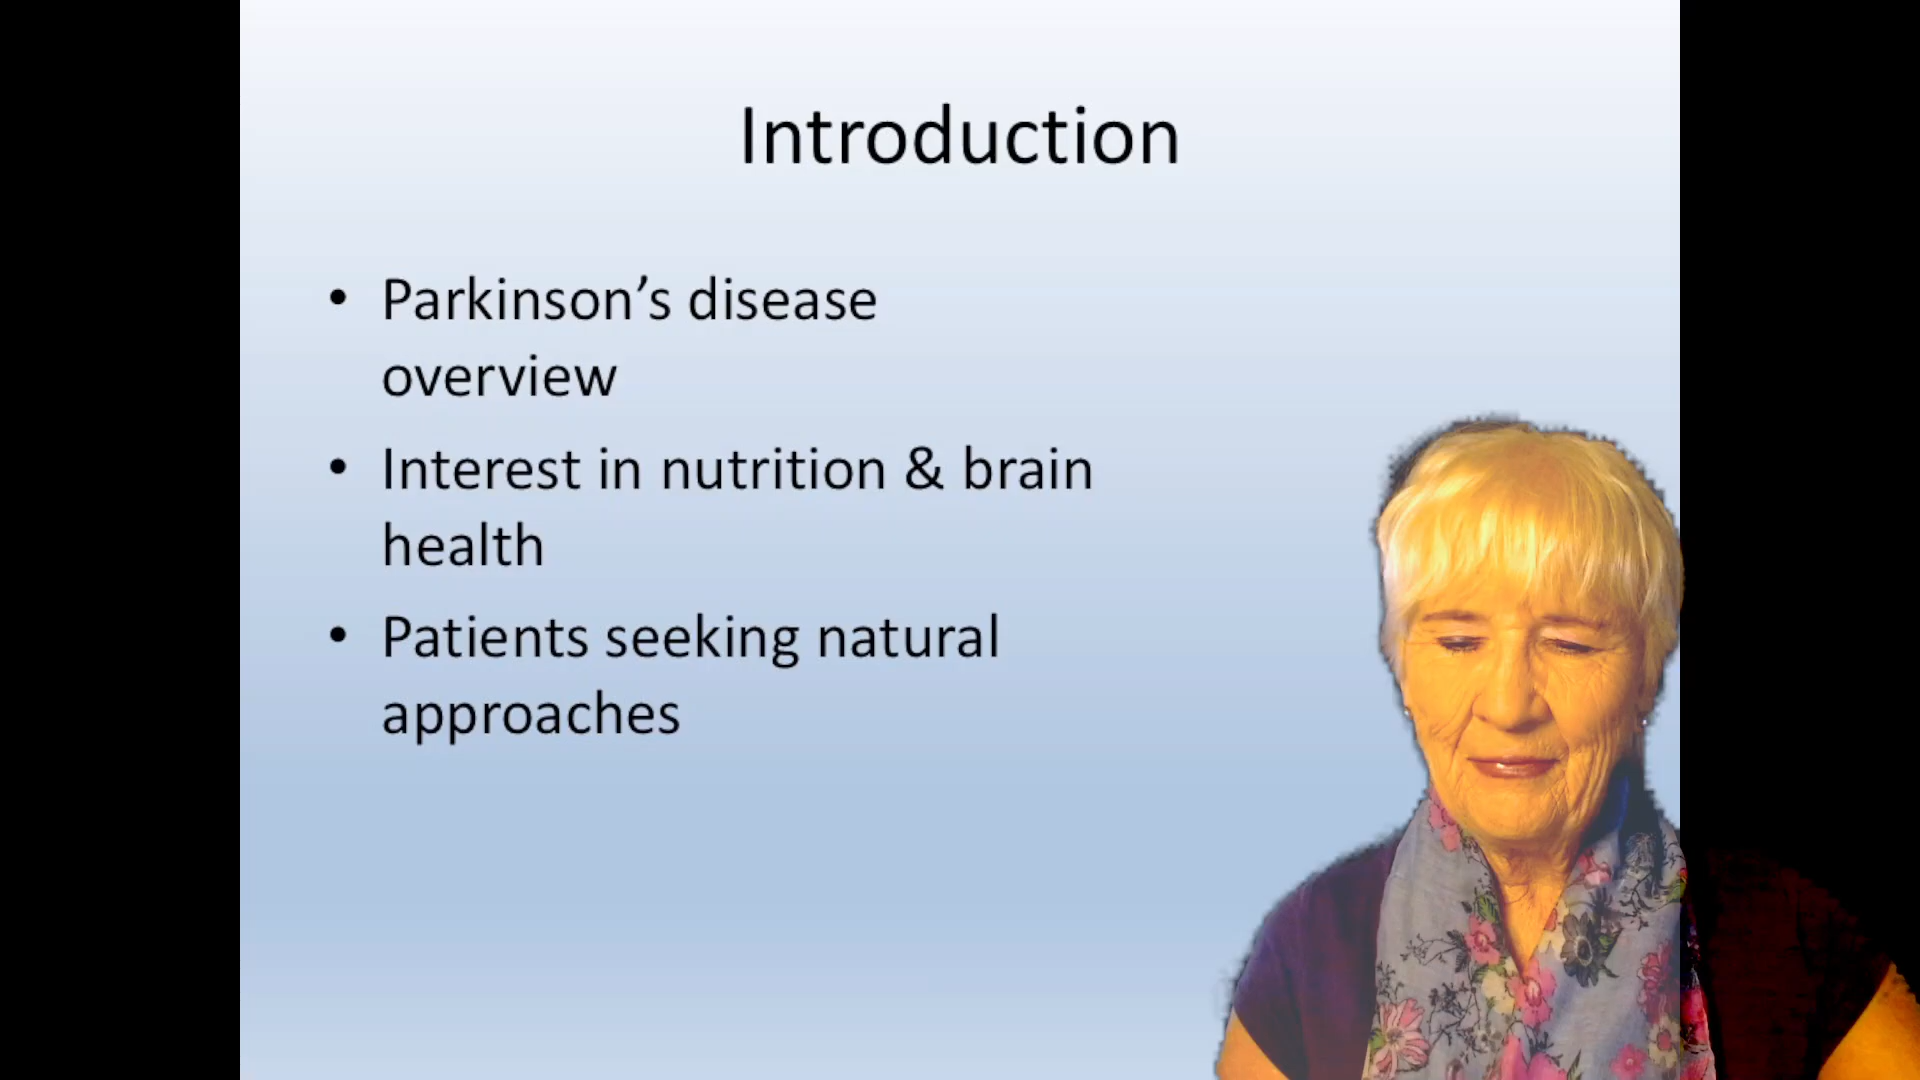 Introduction
• Parkinson’s disease
overview
• Interest in nutrition & brain
health
• Patients seeking natural
approaches